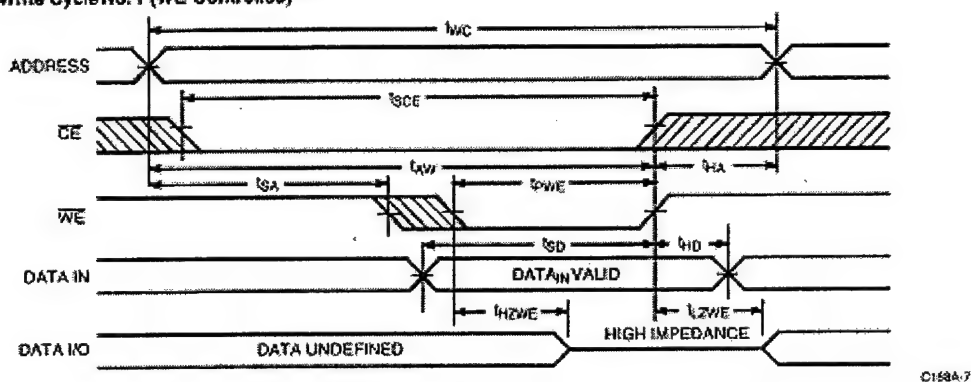 Write Cycle No. 1 (WE Controlled)
tWC
ADDRESS
tSCE
CE
tAW
tHA
tSA
tPWE
WE
tSD
tHD
DATA IN
DATAIN VALID
tHZWE
tLZWE
HIGH IMPEDANCE
DATA I/O
DATA UNDEFINED
C168A-7